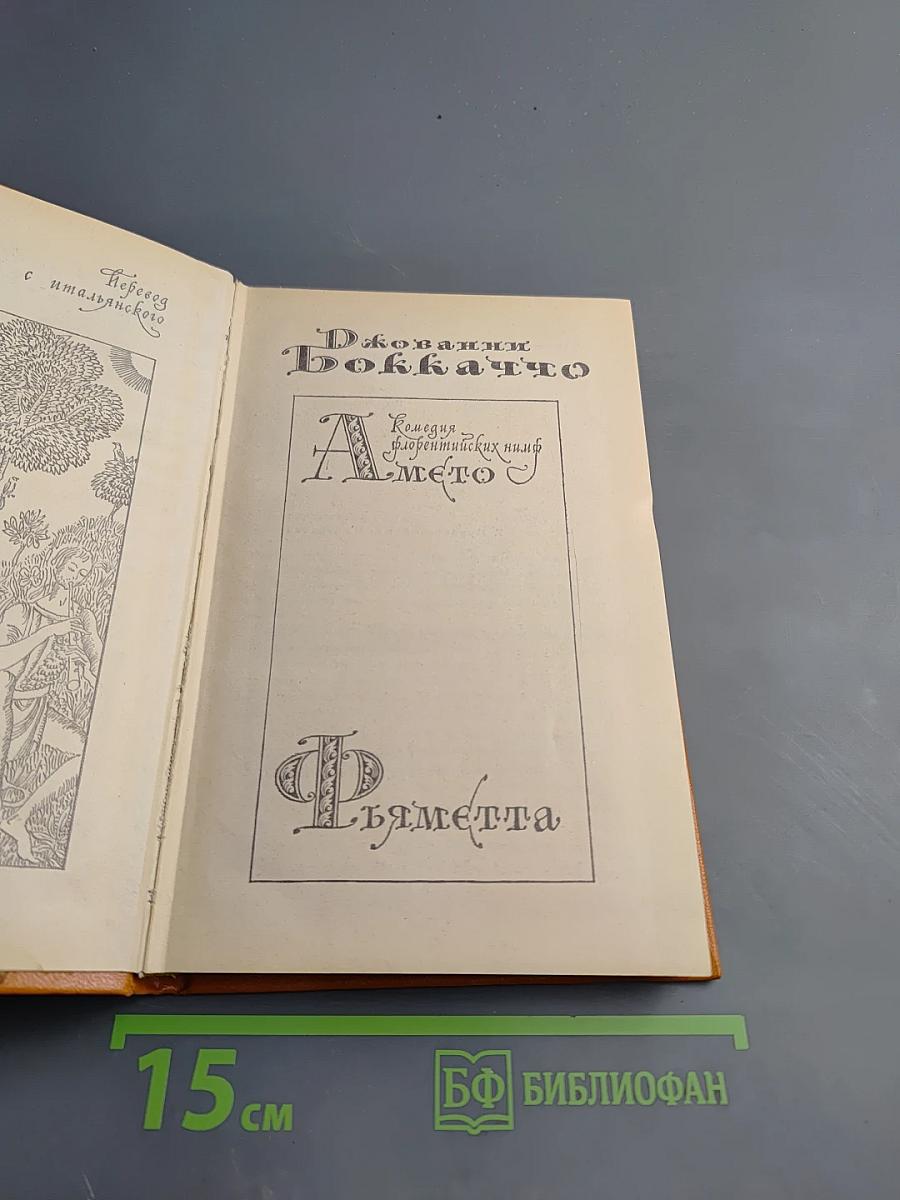 Перевод
с итальянского
Джованни
Боккаччо
Комедия
флорентийских нимф
Амето
Фьяметта
15 см
БФ БИБЛИОФАН